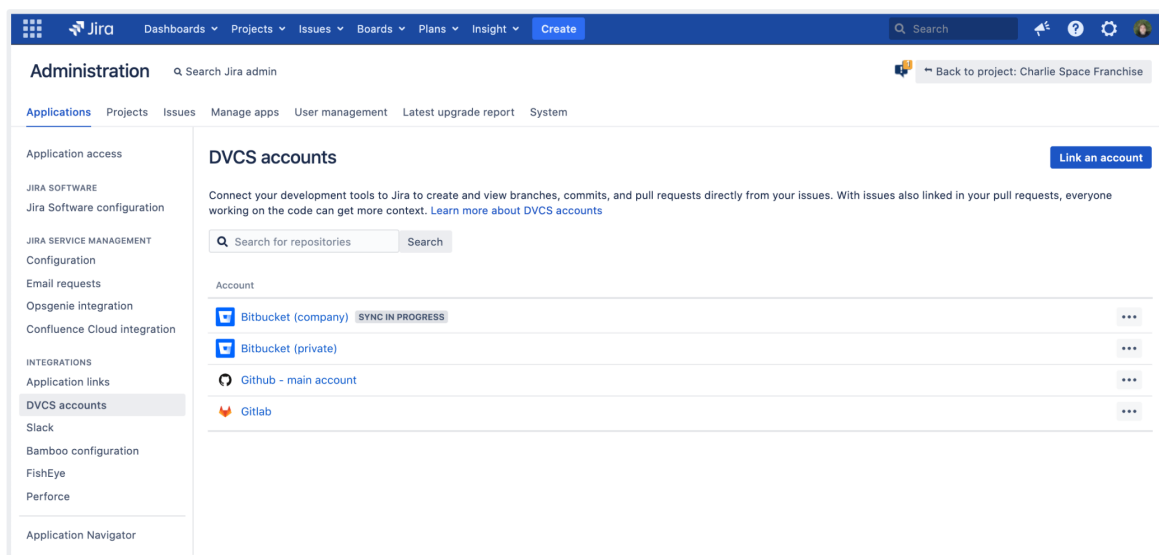 Jira Dashboards Projects Issues Boards Plans Insight Create Search
Administration Search Jira admin Back to project: Charlie Space Franchise
Applications Projects Issues Manage apps User management Latest upgrade report System
Application access
JIRA SOFTWARE
Jira Software configuration
JIRA SERVICE MANAGEMENT
Configuration
Email requests
Opsgenie integration
Confluence Cloud integration
INTEGRATIONS
Application links
DVCS accounts
Slack
Bamboo configuration
FishEye
Perforce
Application Navigator
DVCS accounts Link an account
Connect your development tools to Jira to create and view branches, commits, and pull requests directly from your issues. With issues also linked in your pull requests, everyone
working on the code can get more context. Learn more about DVCS accounts
Search for repositories Search
Account
Bitbucket (company) SYNC IN PROGRESS
Bitbucket (private)
Github - main account
Gitlab